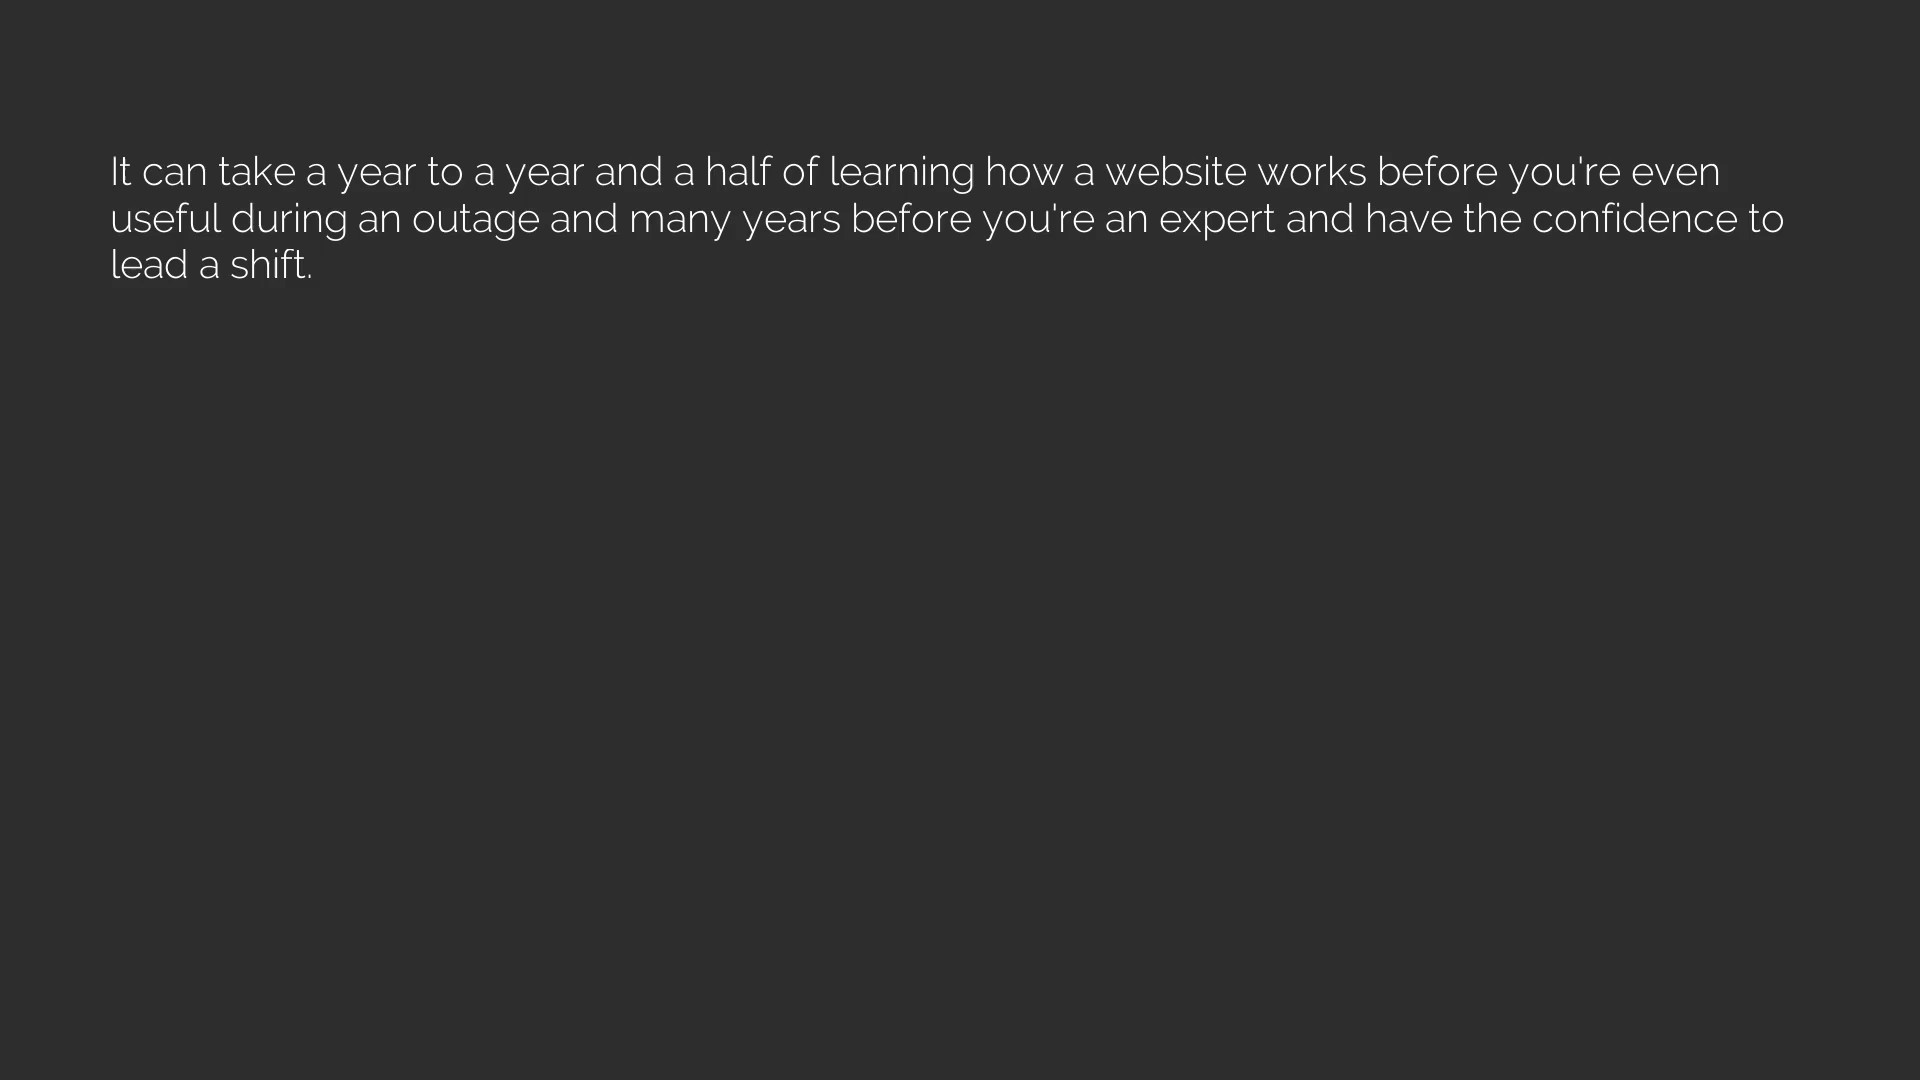 It can take a year to a year and a half of learning how a website works before you're even
useful during an outage and many years before you're an expert and have the confidence to
lead a shift.